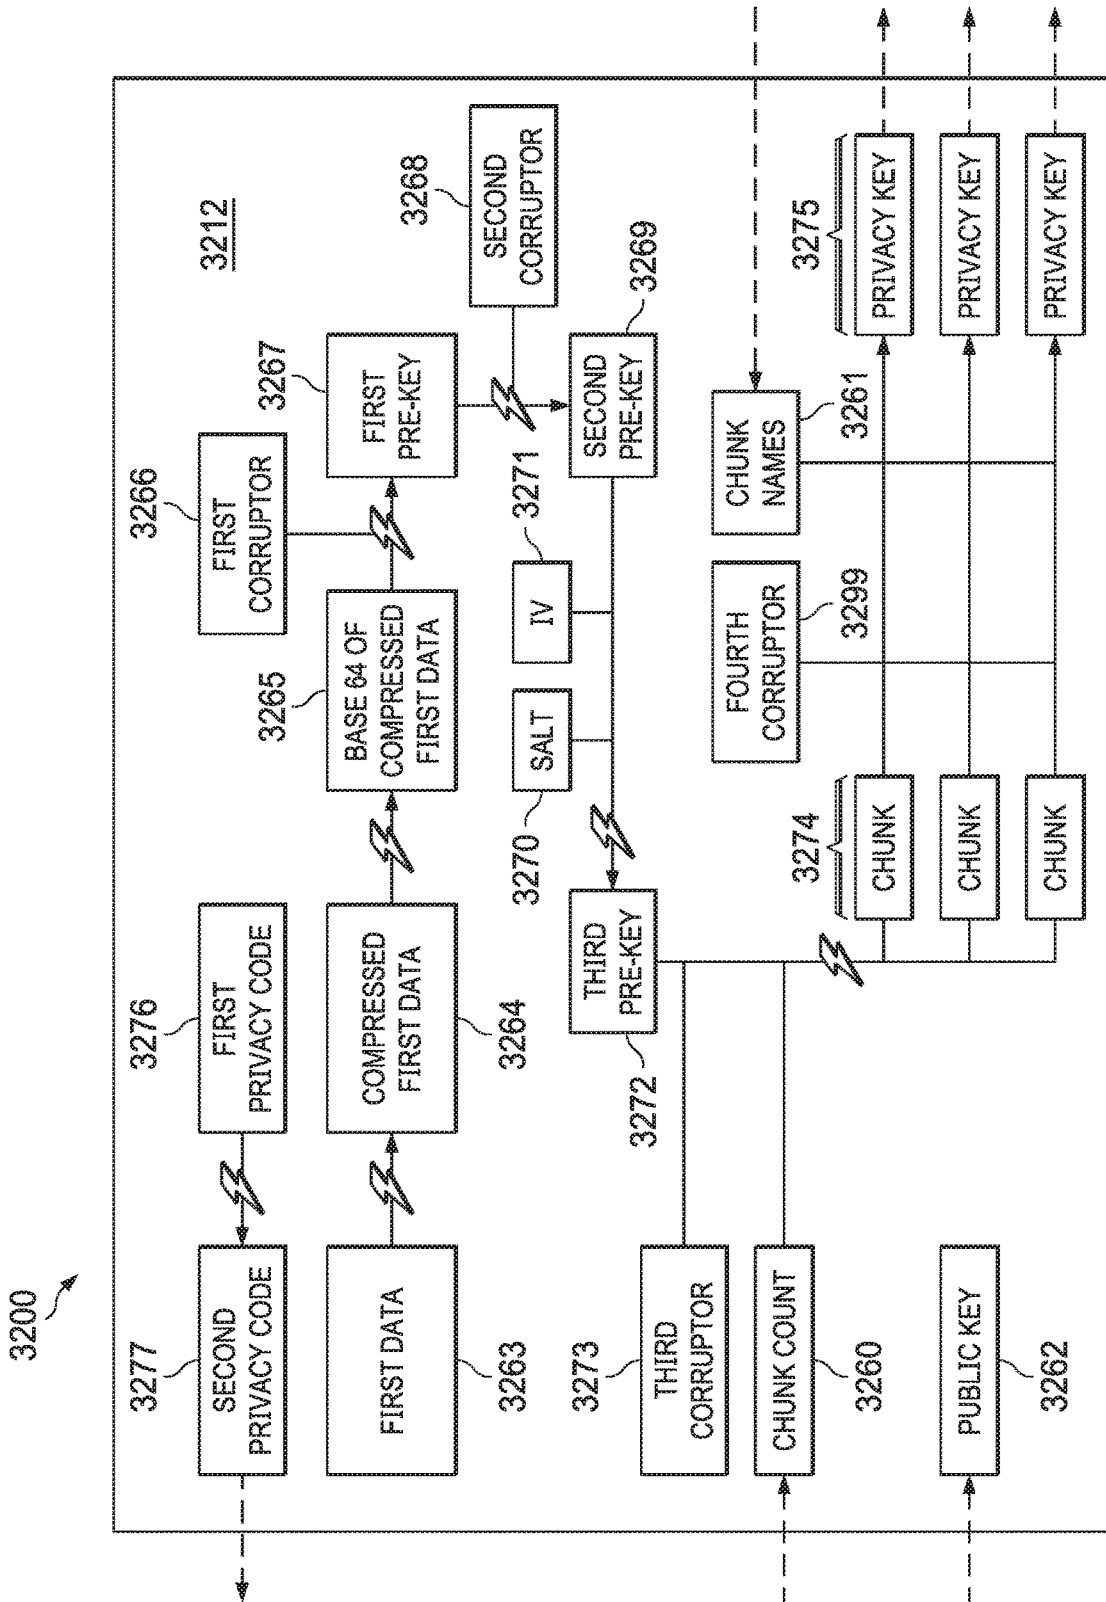 3200
3212
3277
SECOND
PRIVACY CODE
3276
FIRST
PRIVACY CODE
3266
FIRST
CORRUPTOR
3263
FIRST DATA
3264
COMPRESSED
FIRST DATA
3265
BASE 64 OF
COMPRESSED
FIRST DATA
3267
FIRST
PRE-KEY
3268
SECOND
CORRUPTOR
3270
SALT
3271
IV
3269
SECOND
PRE-KEY
3272
THIRD
PRE-KEY
3273
THIRD
CORRUPTOR
3260
CHUNK COUNT
3262
PUBLIC KEY
3299
FOURTH
CORRUPTOR
3261
CHUNK
NAMES
3274
CHUNK
CHUNK
CHUNK
3275
PRIVACY KEY
PRIVACY KEY
PRIVACY KEY